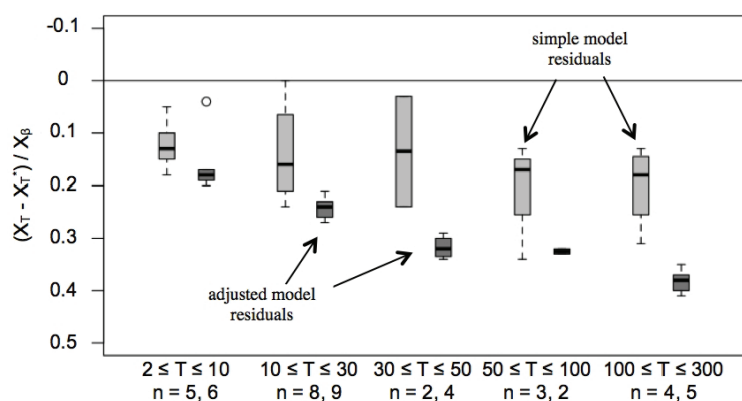 -0.1
simple model
residuals
0
0.1
0.2
0.3
0.4
0.5
(X_T - X_T*) / X_β
adjusted model
residuals
2 ≤ T ≤ 10
10 ≤ T ≤ 30
30 ≤ T ≤ 50
50 ≤ T ≤ 100
100 ≤ T ≤ 300
n = 5, 6
n = 8, 9
n = 2, 4
n = 3, 2
n = 4, 5